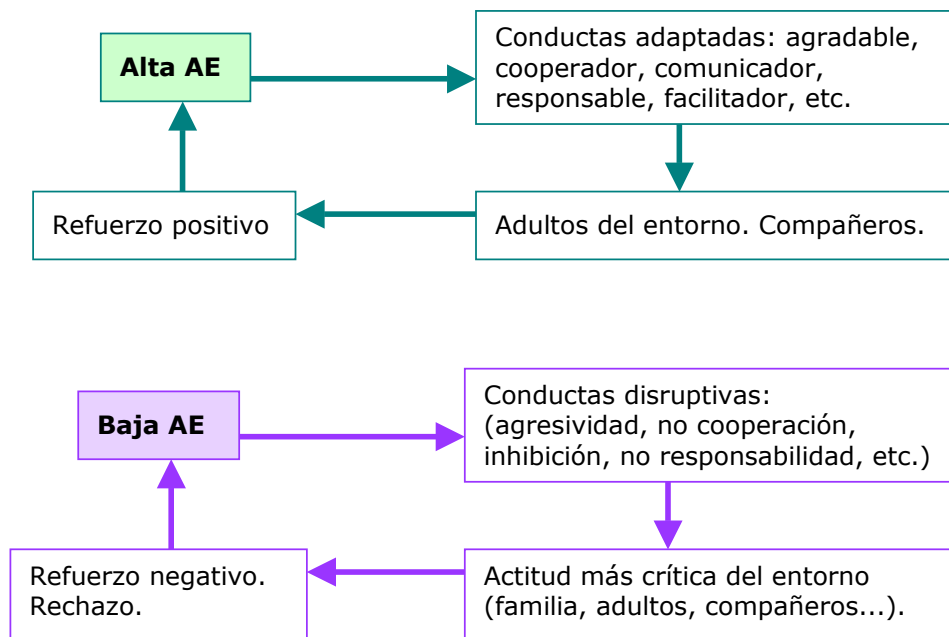 Alta AE
Conductas adaptadas: agradable,
cooperador, comunicador,
responsable, facilitador, etc.
Refuerzo positivo
Adultos del entorno. Compañeros.
Baja AE
Conductas disruptivas:
(agresividad, no cooperación,
inhibición, no responsabilidad, etc.)
Refuerzo negativo.
Rechazo.
Actitud más crítica del entorno
(familia, adultos, compañeros...).